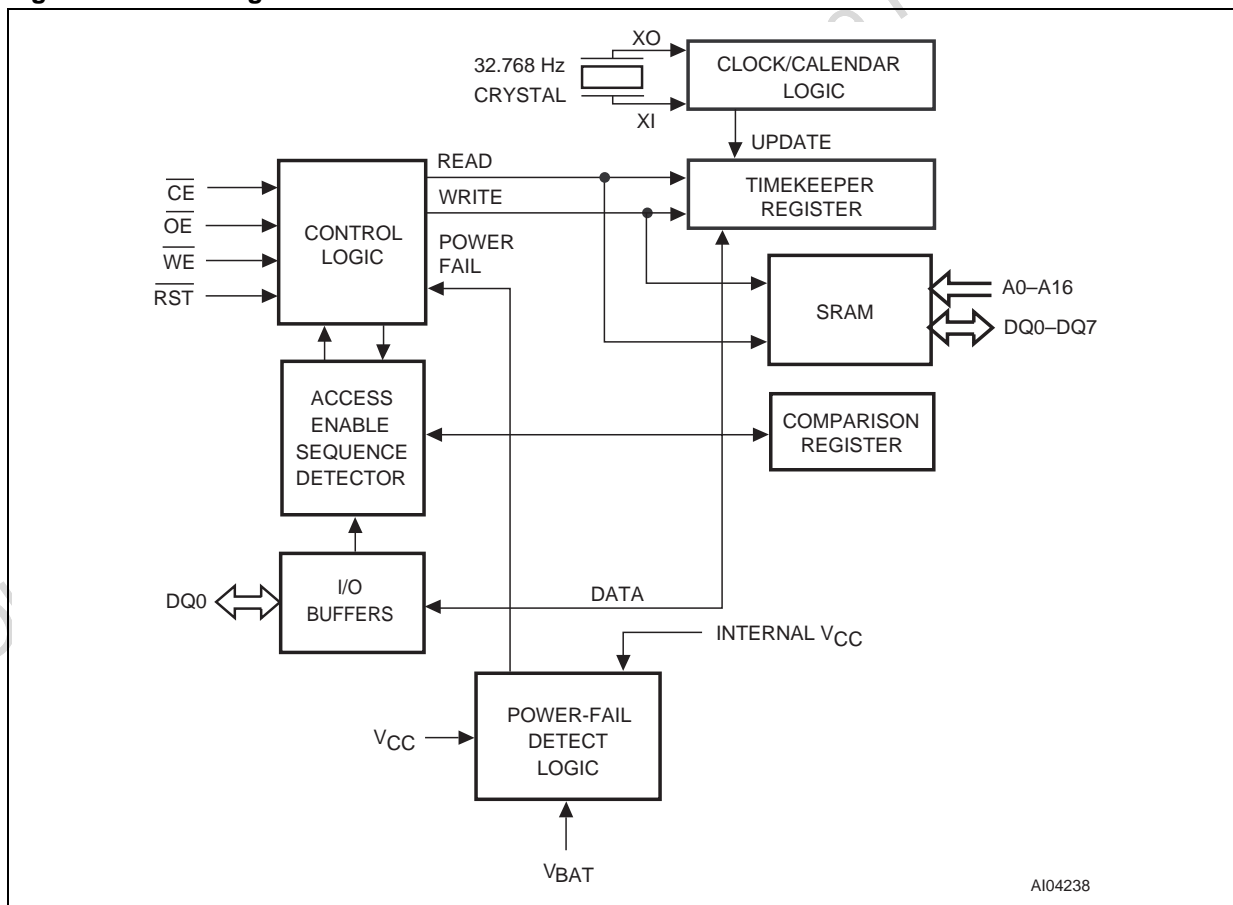 XO
32.768 Hz
CRYSTAL
XI
CLOCK/CALENDAR
LOGIC
UPDATE
READ
WRITE
POWER
FAIL
TIMEKEEPER
REGISTER
CE
OE
WE
RST
CONTROL
LOGIC
SRAM
A0–A16
DQ0–DQ7
ACCESS
ENABLE
SEQUENCE
DETECTOR
COMPARISON
REGISTER
DQ0
I/O
BUFFERS
DATA
INTERNAL VCC
VCC
POWER-FAIL
DETECT
LOGIC
VBAT
AI04238